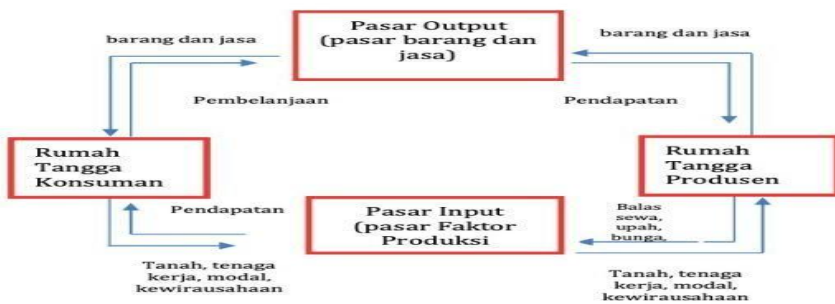 Pasar Output
(pasar barang dan
jasa)
barang dan jasa
barang dan jasa
Pembelanjaan
Pendapatan
Rumah
Tangga
Konsuman
Rumah
Tangga
Produsen
Pendapatan
Pasar Input
(pasar Faktor
Produksi
Balas
sewa,
upah,
bunga,
Tanah, tenaga
kerja, modal,
kewirausahaan
Tanah, tenaga
kerja, modal,
kewirausahaan